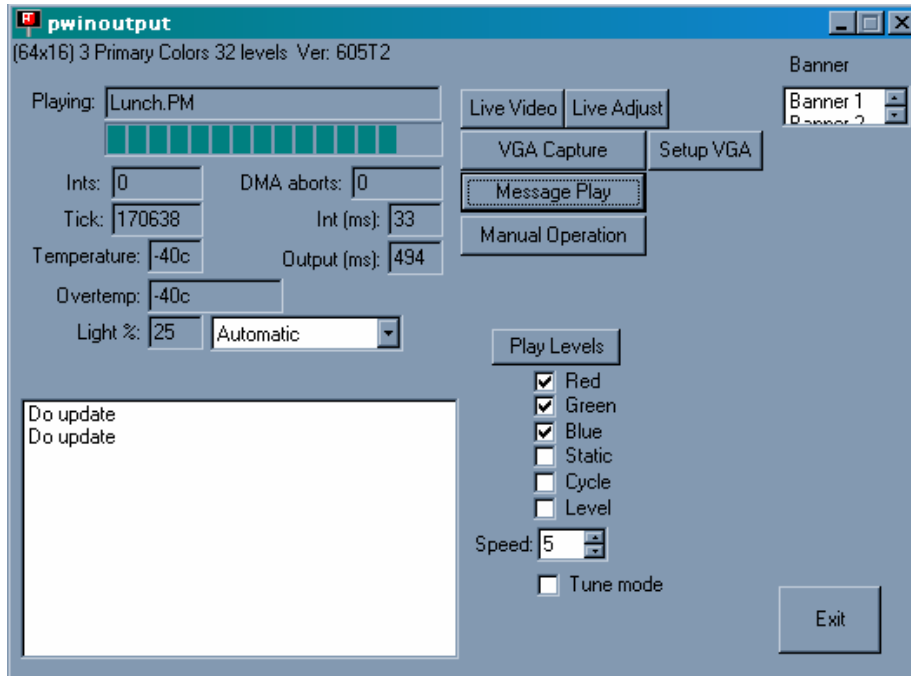 pwinoutput
(64x16) 3 Primary Colors 32 levels Ver: 605T2
Banner
Banner 1
Banner 2
Playing: Lunch.PM
Live Video Live Adjust
VGA Capture Setup VGA
Ints: 0 DMA aborts: 0
Message Play
Tick: 170638 Int (ms): 33
Manual Operation
Temperature: -40c Output (ms): 494
Overtemp: -40c
Light %: 25 Automatic
Play Levels
Red
Green
Blue
Static
Cycle
Level
Speed: 5
Tune mode
Do update
Do update
Exit